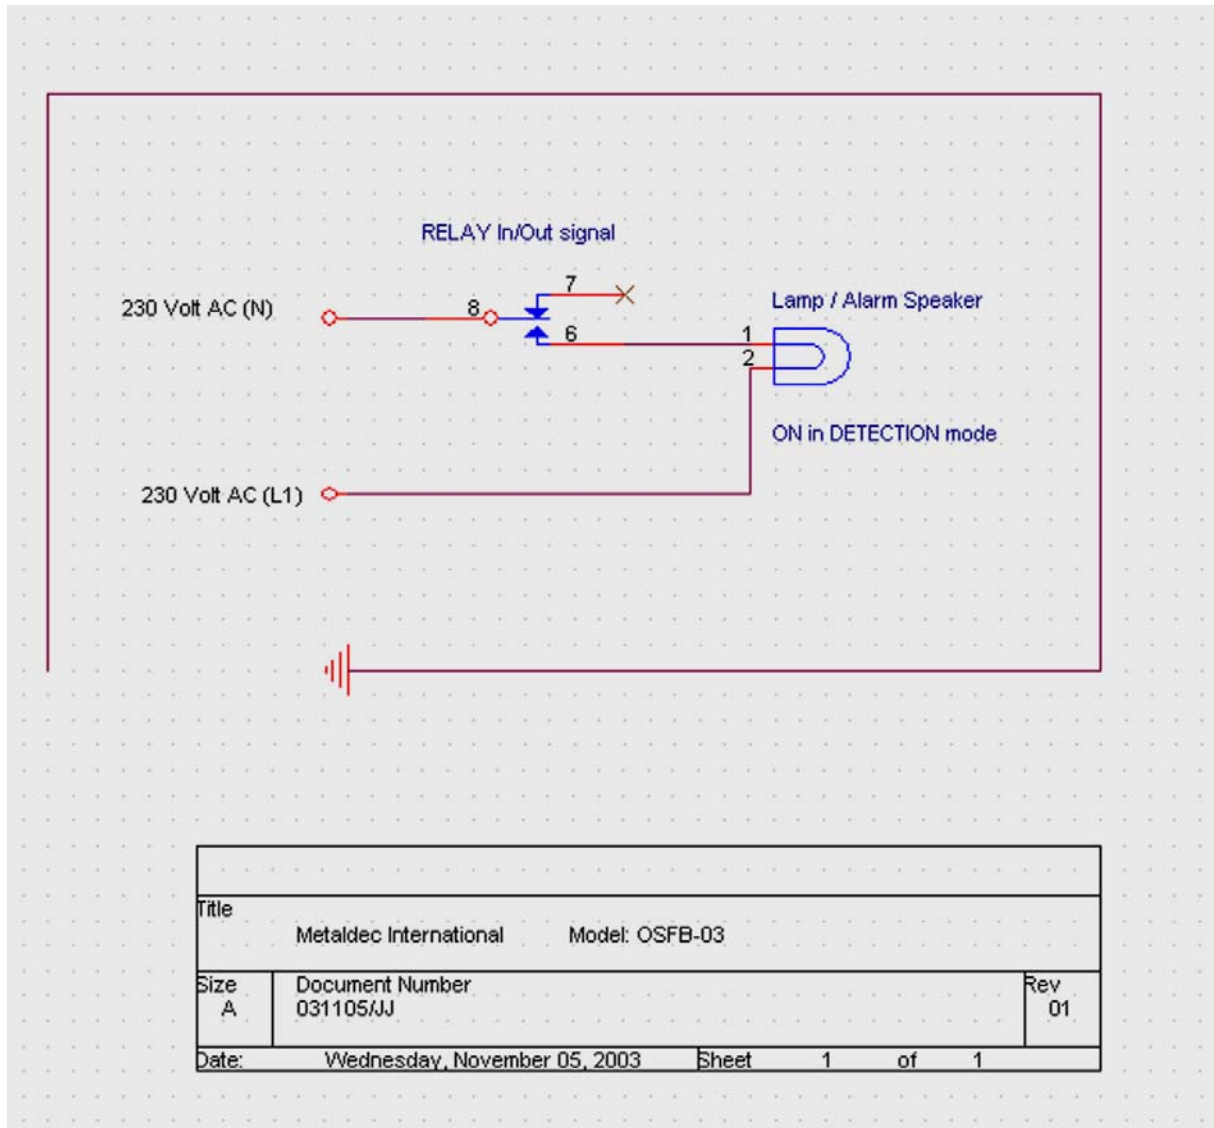 RELAY In/Out signal
7
230 Volt AC (N)
8
Lamp / Alarm Speaker
6
1
2
ON in DETECTION mode
230 Volt AC (L1)
Title
Metaldec International Model: OSFB-03
Size
A
Document Number
031105/JJ
Rev
01
Date: Wednesday, November 05, 2003 Sheet 1 of 1